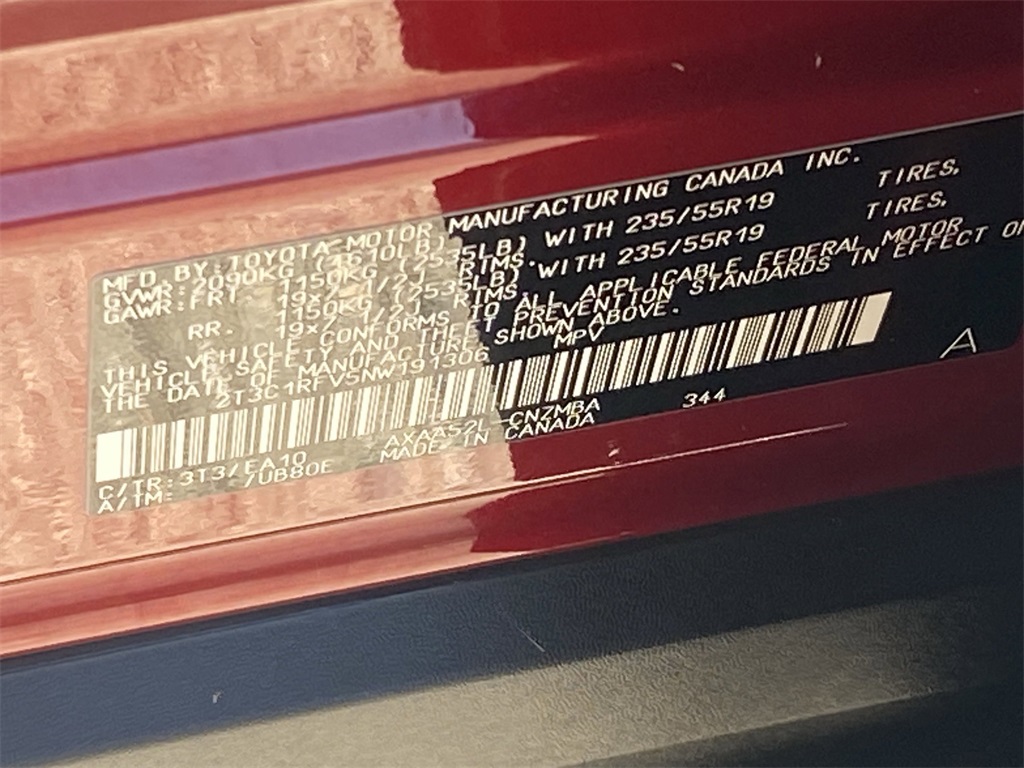 MFD. BY: TOYOTA MOTOR MANUFACTURING CANADA INC.
GVWR: 2090KG (4610LB)
GAWR: FRT. 1150KG (2535LB) WITH 235/55R19 TIRES,
19x7 1/2J RIMS.
RR. 1150KG (2535LB) WITH 235/55R19 TIRES,
19x7 1/2J RIMS.
THIS VEHICLE CONFORMS TO ALL APPLICABLE FEDERAL MOTOR
VEHICLE SAFETY AND THEFT PREVENTION STANDARDS IN EFFECT ON
THE DATE OF MANUFACTURE SHOWN ABOVE.
2T3C1RFV5NW191306 MPV
A
C/TR: 3T3/EA10 AXAA52L-CNZMBA 344
A/TM: /UB80E MADE IN CANADA